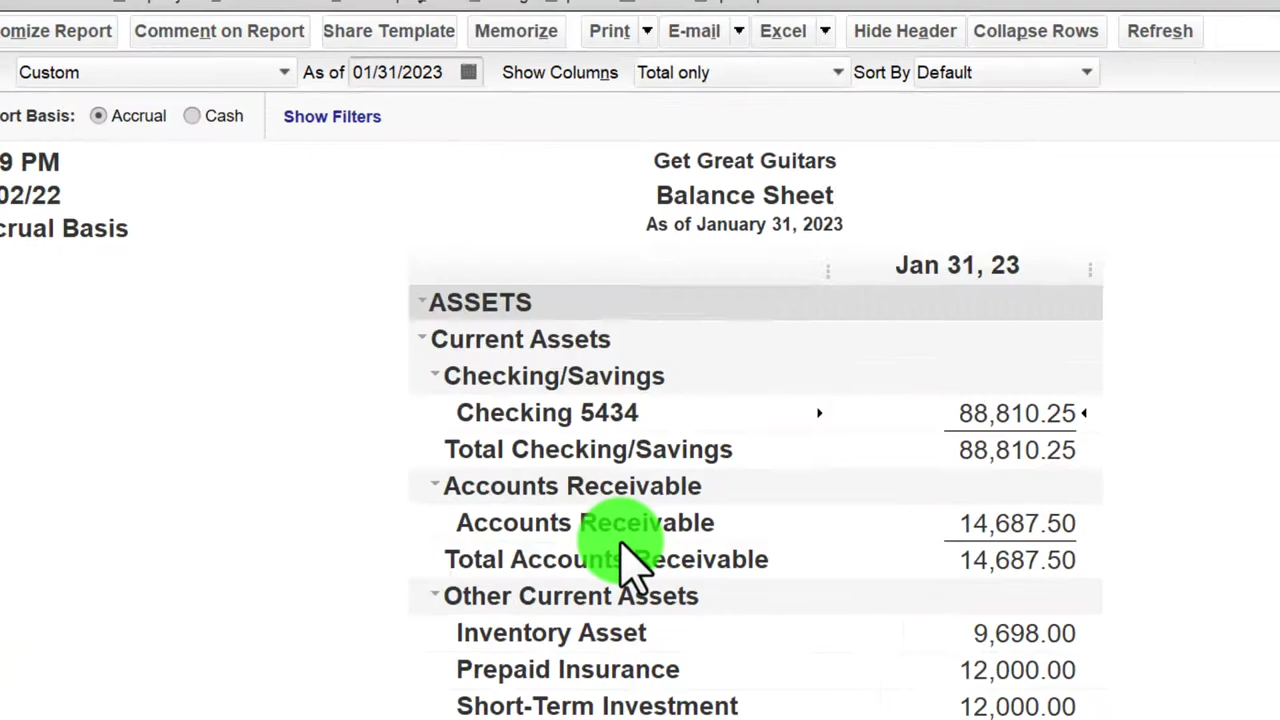 omize Report Comment on Report Share Template Memorize Print E-mail Excel Hide Header Collapse Rows Refresh
Custom As of 01/31/2023 Show Columns Total only Sort By Default
ort Basis: Accrual Cash Show Filters
9 PM
02/22
crual Basis
Get Great Guitars
Balance Sheet
As of January 31, 2023
Jan 31, 23
ASSETS
Current Assets
Checking/Savings
Checking 5434 88,810.25
Total Checking/Savings 88,810.25
Accounts Receivable
Accounts Receivable 14,687.50
Total Accounts Receivable 14,687.50
Other Current Assets
Inventory Asset 9,698.00
Prepaid Insurance 12,000.00
Short-Term Investment 12,000.00